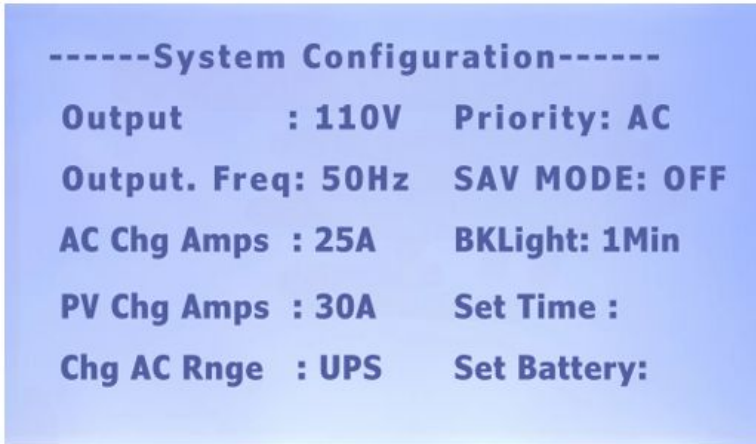 ------System Configuration------
Output : 110V Priority: AC
Output. Freq: 50Hz SAV MODE: OFF
AC Chg Amps : 25A BKLight: 1Min
PV Chg Amps : 30A Set Time :
Chg AC Rnge : UPS Set Battery: